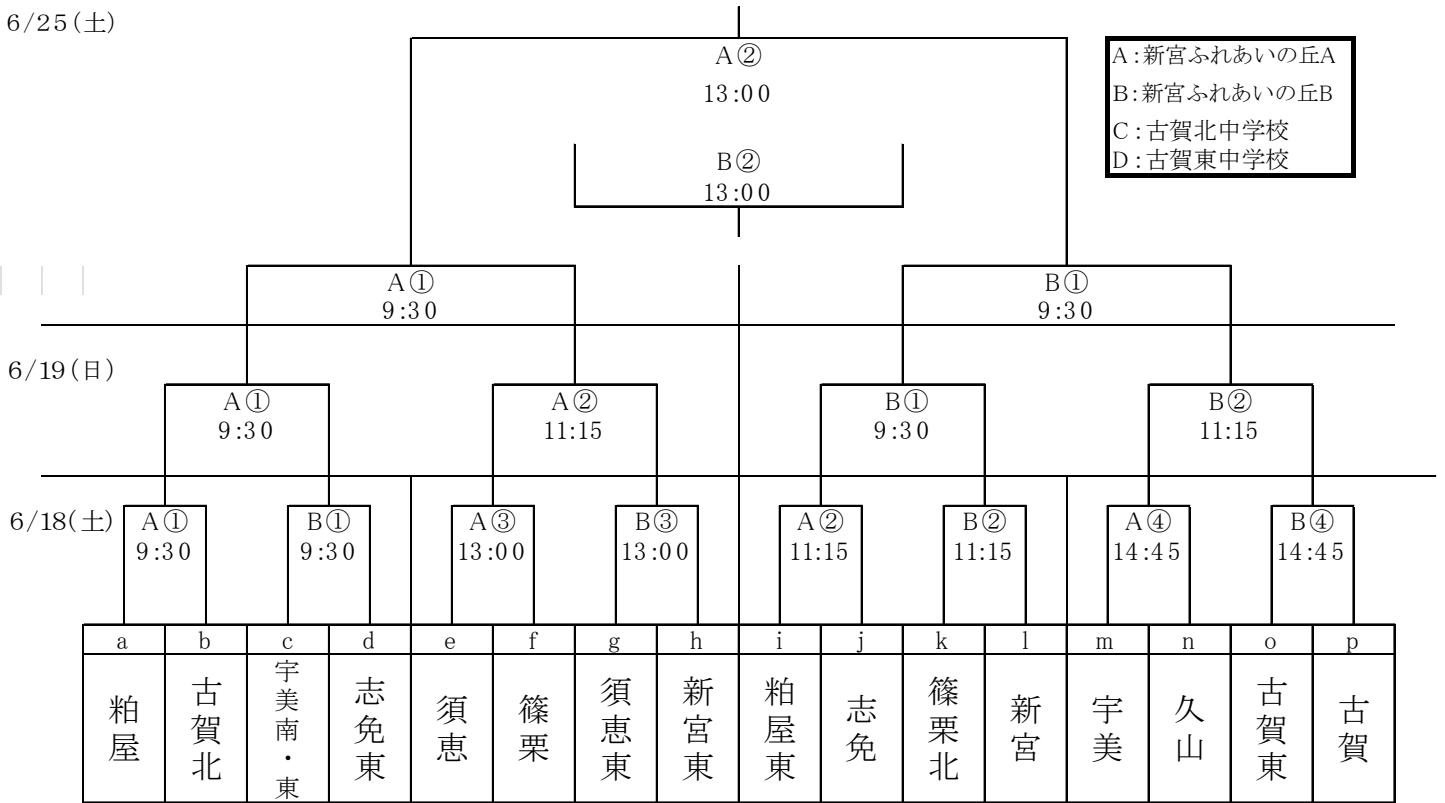 6/25(土)
A②
13:00
B②
13:00
A:新宮ふれあいの丘A
B:新宮ふれあいの丘B
C:古賀北中学校
D:古賀東中学校
A① B①
9:30 9:30
6/19(日)
A① A② B① B②
9:30 11:15 9:30 11:15
6/18(土)
A① B① A③ B③ A② B② A④ B④
9:30 9:30 13:00 13:00 11:15 11:15 14:45 14:45
a b c d e f g h i j k l m n o p
粕屋
古賀北
宇美南・東
志免東
須恵
篠栗
須恵東
新宮東
粕屋東
志免
篠栗北
新宮
宇美
久山
古賀東
古賀